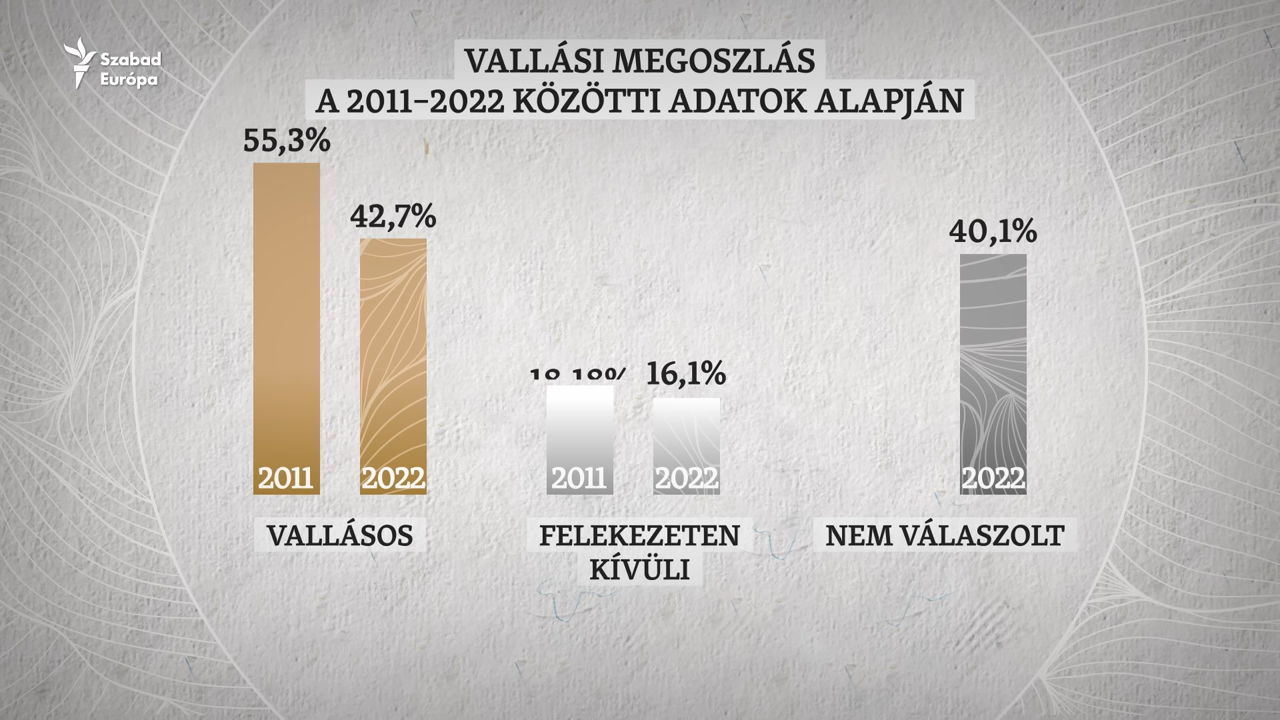 Szabad
Európa
VALLÁSI MEGOSZLÁS
A 2011–2022 KÖZÖTTI ADATOK ALAPJÁN
55,3%
42,7%
16,1%
40,1%
2011
2022
2011
2022
2022
VALLÁSOS
FELEKEZETEN
KÍVÜLI
NEM VÁLASZOLT